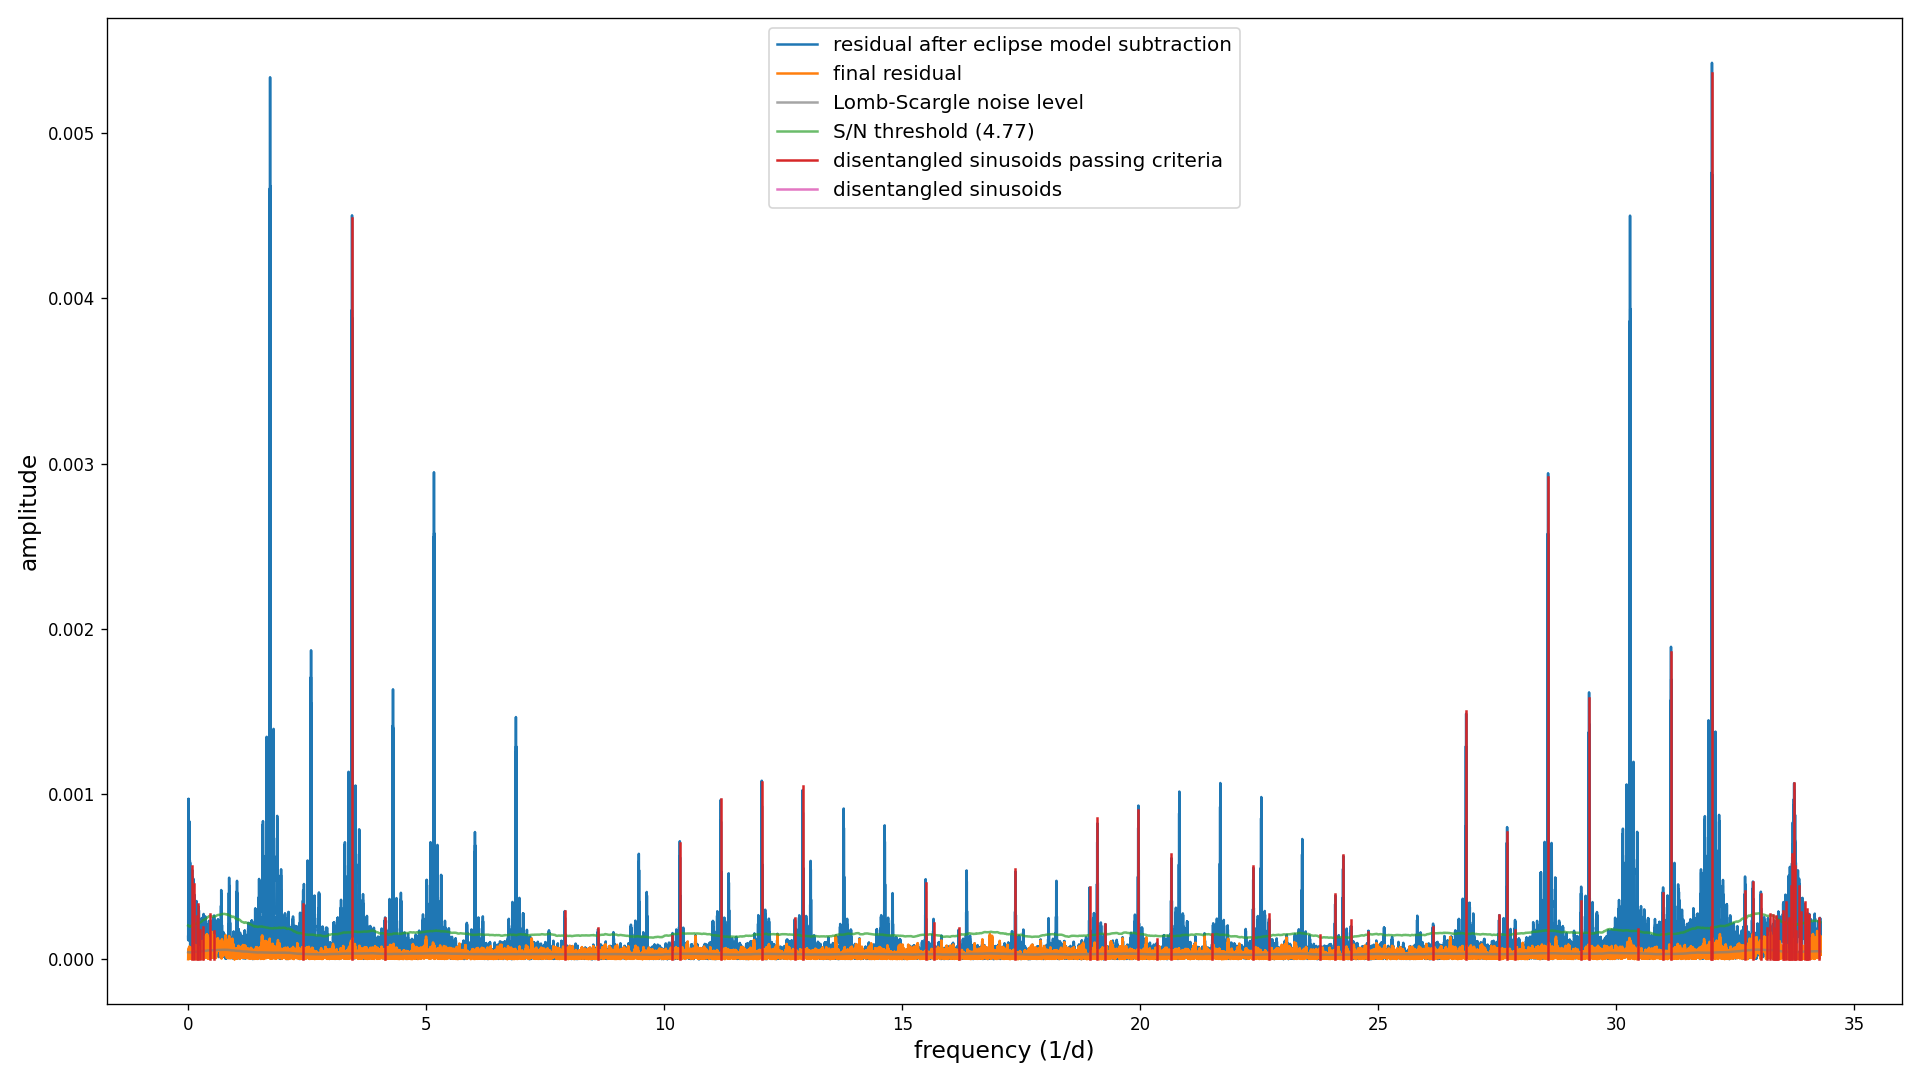 residual after eclipse model subtraction
final residual
Lomb-Scargle noise level
S/N threshold (4.77)
disentangled sinusoids passing criteria
disentangled sinusoids
0.005
0.004
0.003
0.002
0.001
0.000
amplitude
0 5 10 15 20 25 30 35
frequency (1/d)